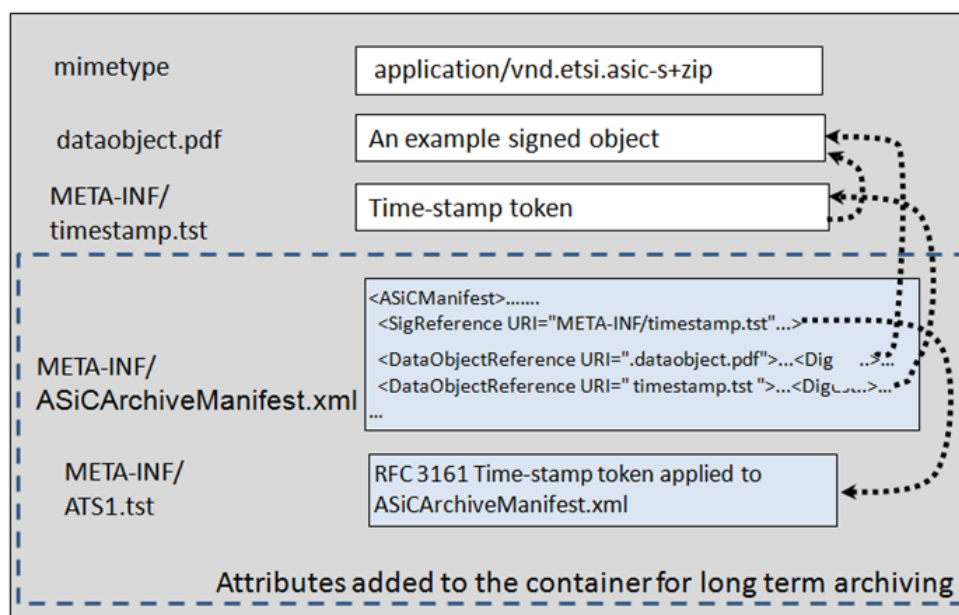 mimetype
application/vnd.etsi.asic-s+zip
dataobject.pdf
An example signed object
META-INF/
timestamp.tst
Time-stamp token
<ASiCManifest>.......
<SigReference URI="META-INF/timestamp.tst"...>
<DataObjectReference URI=".dataobject.pdf">...<Dig ..>...
<DataObjectReference URI=" timestamp.tst ">...<Digest..>...
...
META-INF/
ASiCArchiveManifest.xml
META-INF/
ATS1.tst
RFC 3161 Time-stamp token applied to
ASiCArchiveManifest.xml
Attributes added to the container for long term archiving